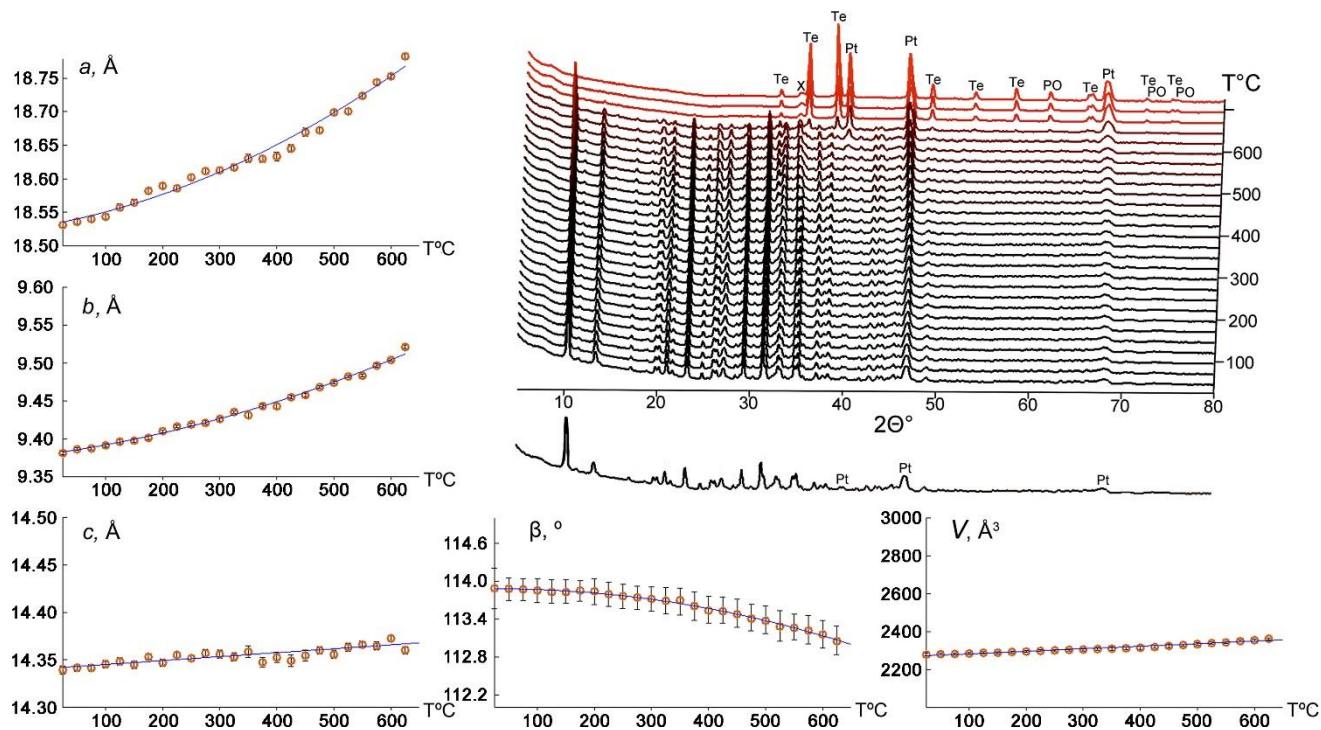 a, Å
18.75
18.70
18.65
18.60
18.55
18.50
100 200 300 400 500 600 TºC
b, Å
9.60
9.55
9.50
9.45
9.40
9.35
100 200 300 400 500 600 TºC
Te Te Pt Te X Pt Te Te Te PO Te Pt Te PO Te PO
T°C
600
500
400
300
200
100
10 20 30 40 50 60 70 80
2Θ°
Pt Pt Pt
c, Å
14.50
14.45
14.40
14.35
14.30
100 200 300 400 500 600 TºC
β, º
114.6
114.0
113.4
112.8
112.2
100 200 300 400 500 600 TºC
V, Å³
3000
2800
2600
2400
2200
100 200 300 400 500 600 TºC